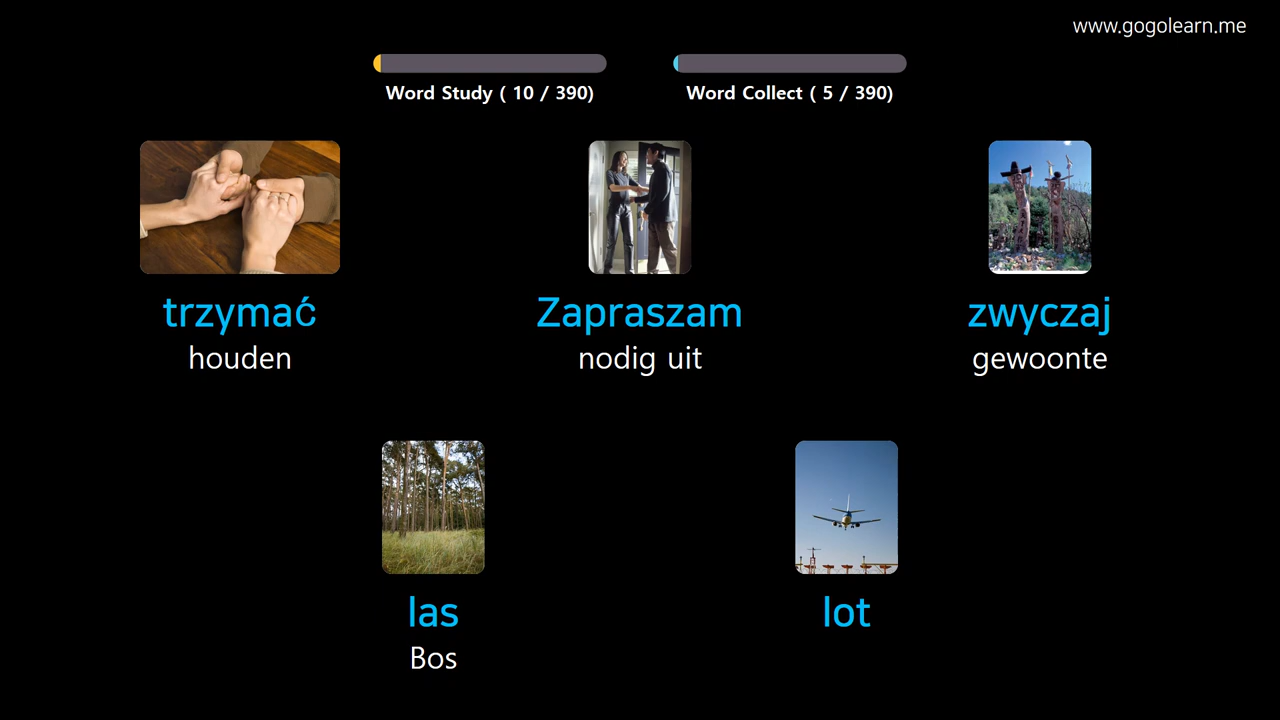 www.gogolearn.me
Word Study ( 10 / 390)
Word Collect ( 5 / 390)
trzymać
houden
Zapraszam
nodig uit
zwyczaj
gewoonte
las
Bos
lot